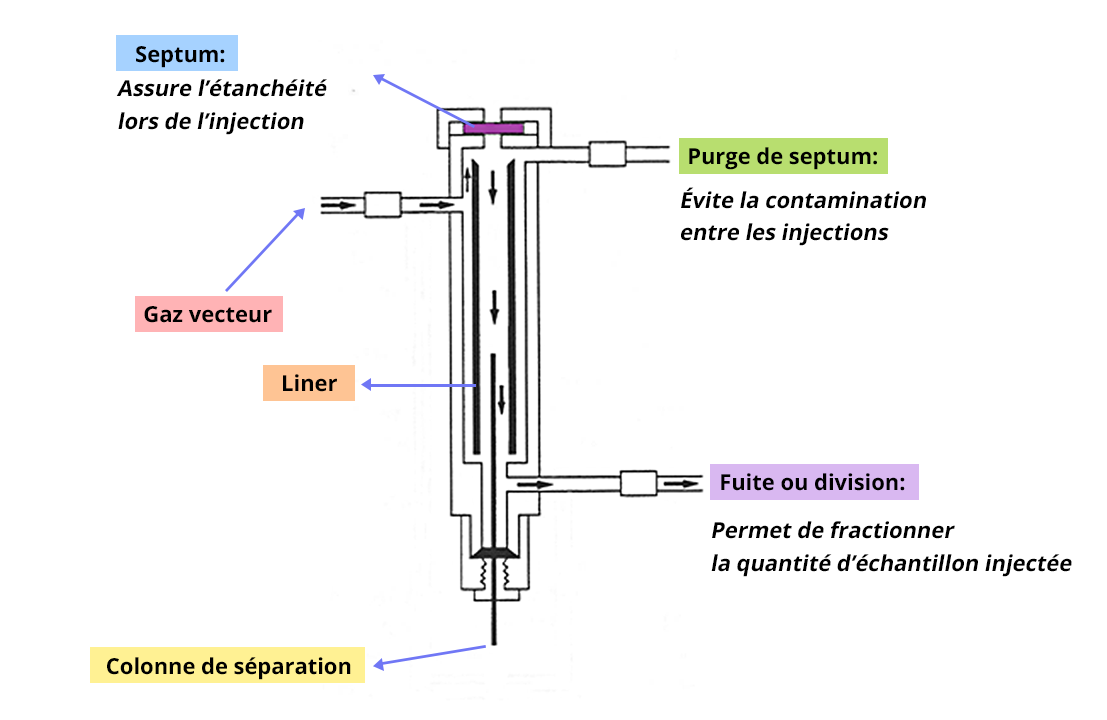 Septum:
Assure l’étanchéité
lors de l’injection
Purge de septum:
Évite la contamination
entre les injections
Gaz vecteur
Liner
Fuite ou division:
Permet de fractionner
la quantité d’échantillon injectée
Colonne de séparation